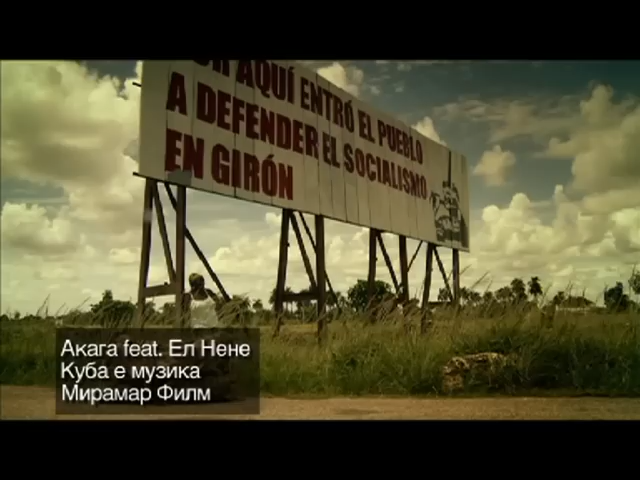 AQUÍ ENTRÓ EL PUEBLO
A DEFENDER EL SOCIALISMO
EN GIRÓN
Акага feat. Ел Нене
Куба е музика
Мирамар Филм